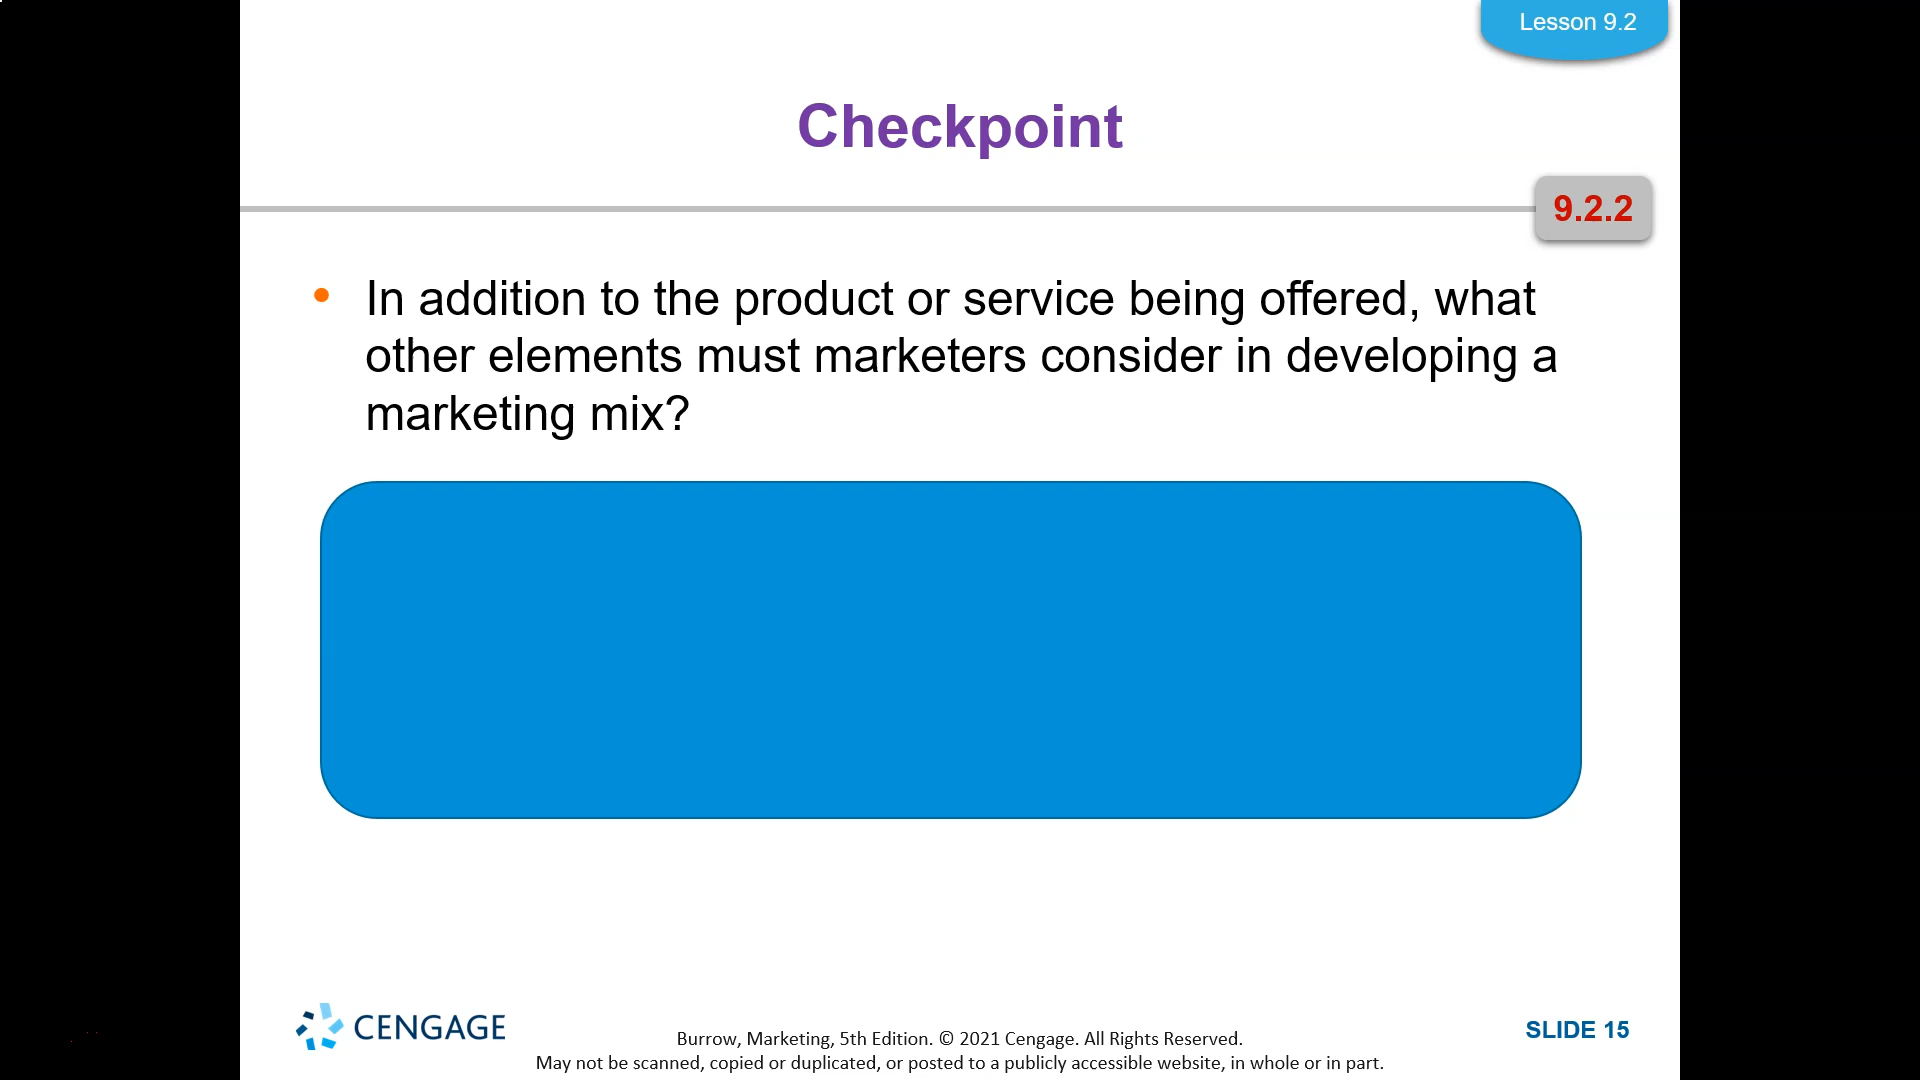 Lesson 9.2
Checkpoint
9.2.2
• In addition to the product or service being offered, what
other elements must marketers consider in developing a
marketing mix?
CENGAGE
Burrow, Marketing, 5th Edition. © 2021 Cengage. All Rights Reserved.
May not be scanned, copied or duplicated, or posted to a publicly accessible website, in whole or in part.
SLIDE 15